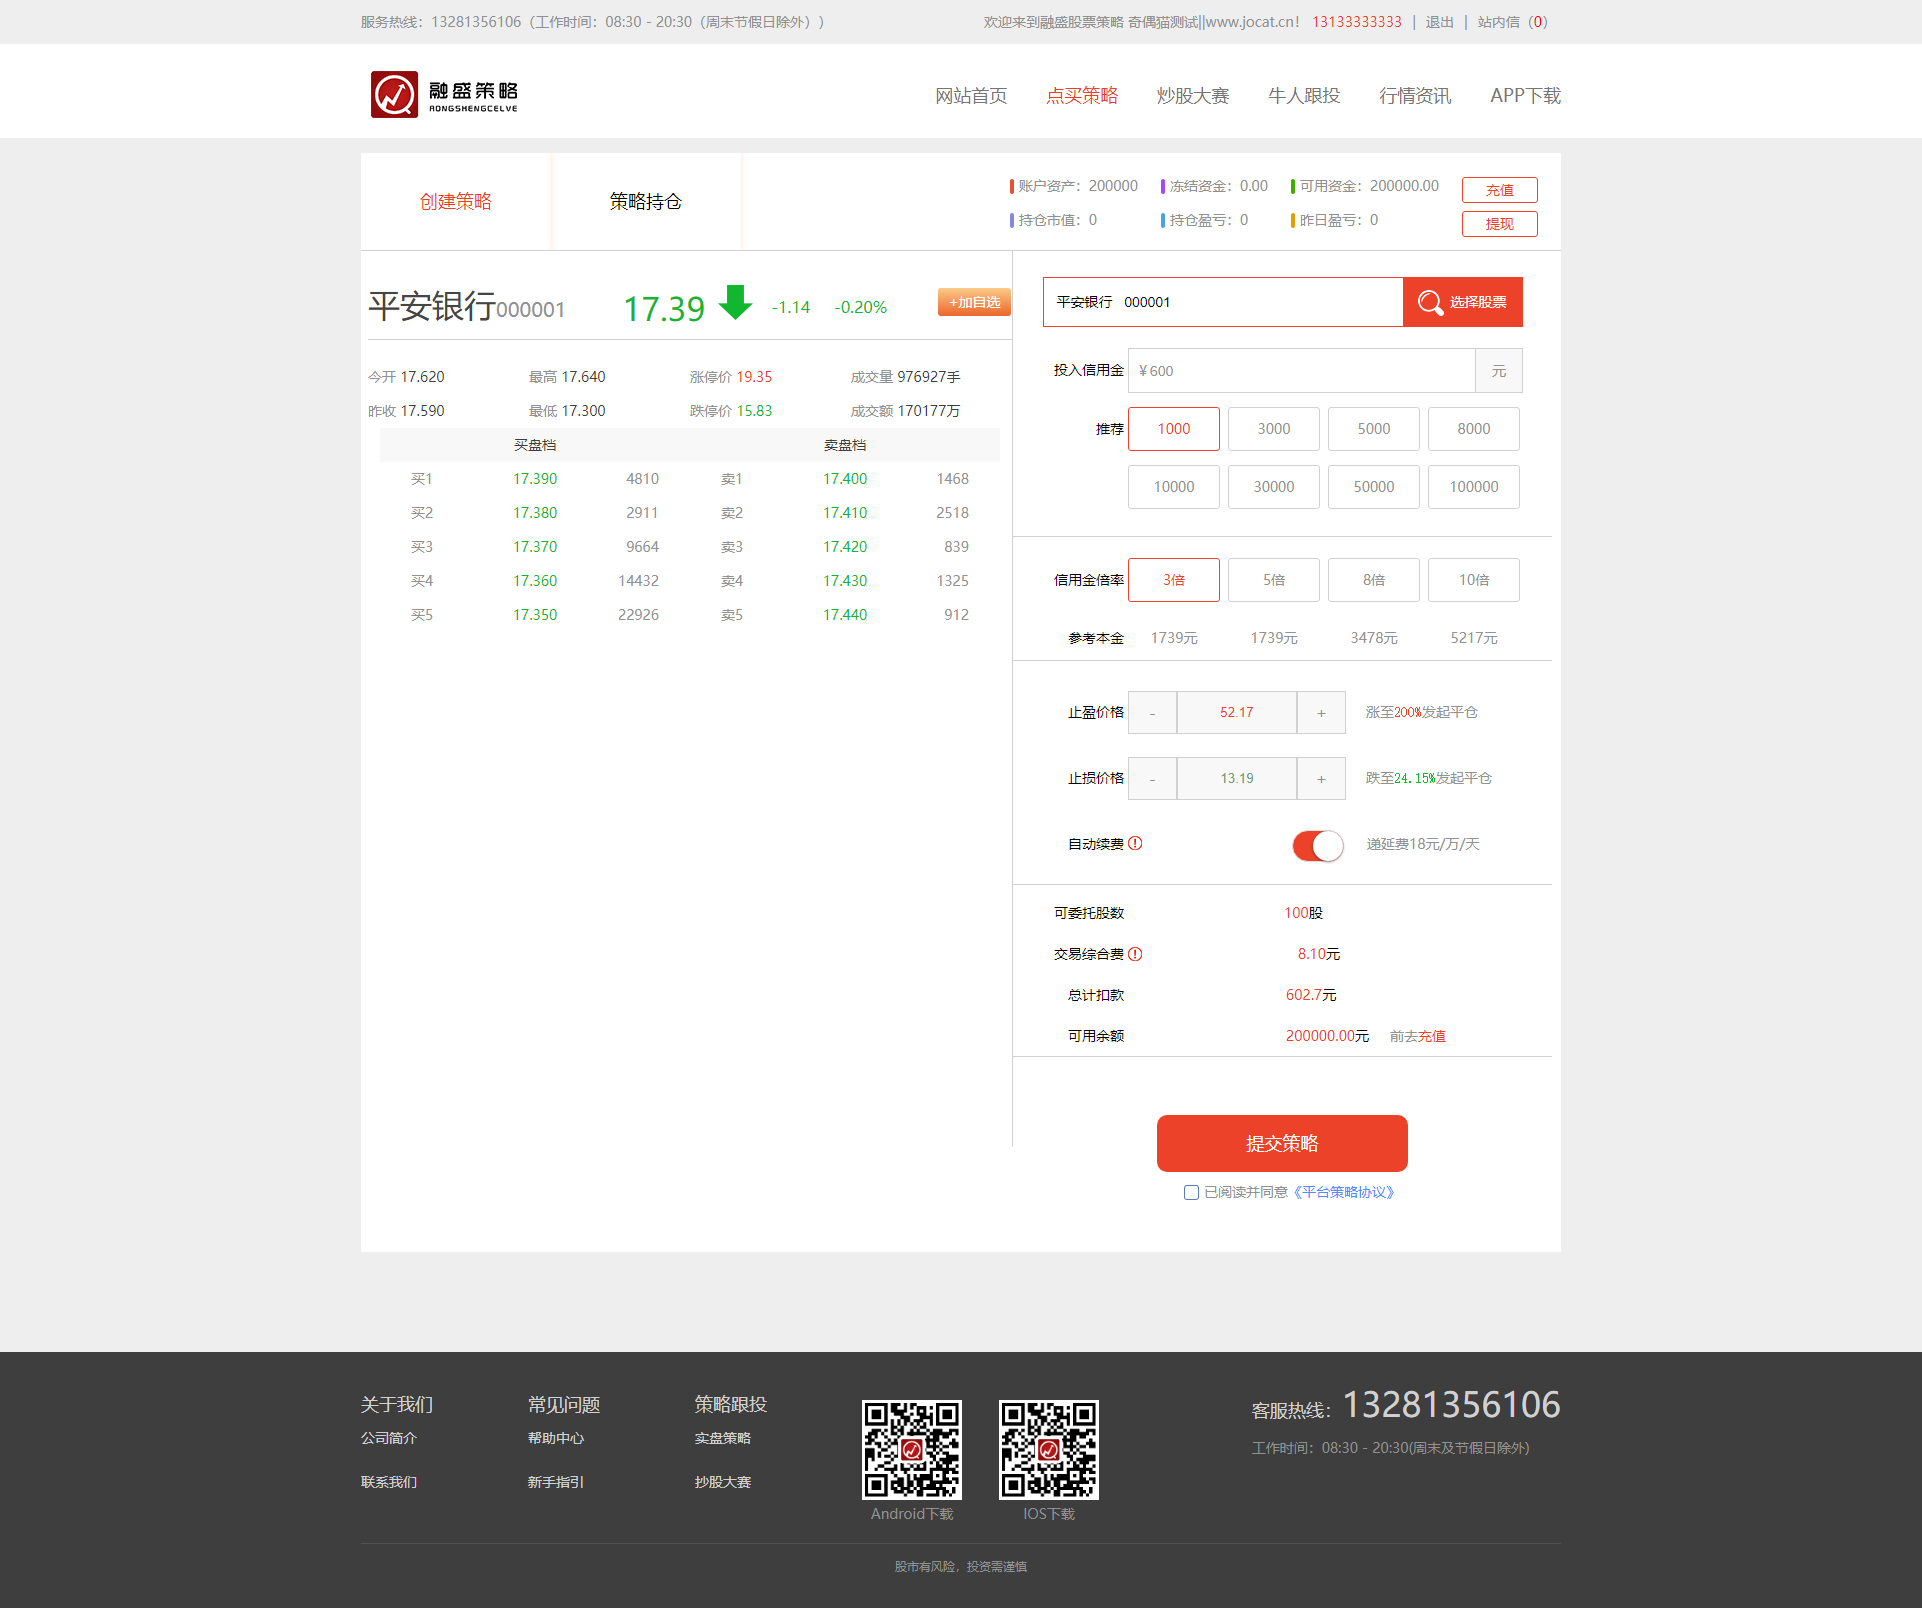 服务热线：13281356106（工作时间：08:30 - 20:30（周末节假日除外））
欢迎来到融盛股票策略 奇偶猫测试||www.jocat.cn！ 13133333333 | 退出 | 站内信（0）
融盛策略
RONGSHENGCELVE
网站首页 点买策略 炒股大赛 牛人跟投 行情资讯 APP下载
创建策略 策略持仓
账户资产：200000 冻结资金：0.00 可用资金：200000.00 充值
持仓市值：0 持仓盈亏：0 昨日盈亏：0 提现
平安银行000001 17.39 -1.14 -0.20% +加自选
今开 17.620 最高 17.640 涨停价 19.35 成交量 976927手
昨收 17.590 最低 17.300 跌停价 15.83 成交额 170177万
买盘档 卖盘档
买1 17.390 4810 卖1 17.400 1468
买2 17.380 2911 卖2 17.410 2518
买3 17.370 9664 卖3 17.420 839
买4 17.360 14432 卖4 17.430 1325
买5 17.350 22926 卖5 17.440 912
平安银行 000001 选择股票
投入信用金 ￥600 元
推荐 1000 3000 5000 8000
10000 30000 50000 100000
信用金倍率 3倍 5倍 8倍 10倍
参考本金 1739元 1739元 3478元 5217元
止盈价格 - 52.17 + 涨至200%发起平仓
止损价格 - 13.19 + 跌至24.15%发起平仓
自动续费 递延费18元/万/天
可委托股数 100股
交易综合费 8.10元
总计扣款 602.7元
可用余额 200000.00元 前去充值
提交策略
已阅读并同意《平台策略协议》
关于我们 常见问题 策略跟投
公司简介 帮助中心 实盘策略
联系我们 新手指引 抄股大赛
Android下载 IOS下载
客服热线：13281356106
工作时间：08:30 - 20:30(周末及节假日除外)
股市有风险，投资需谨慎